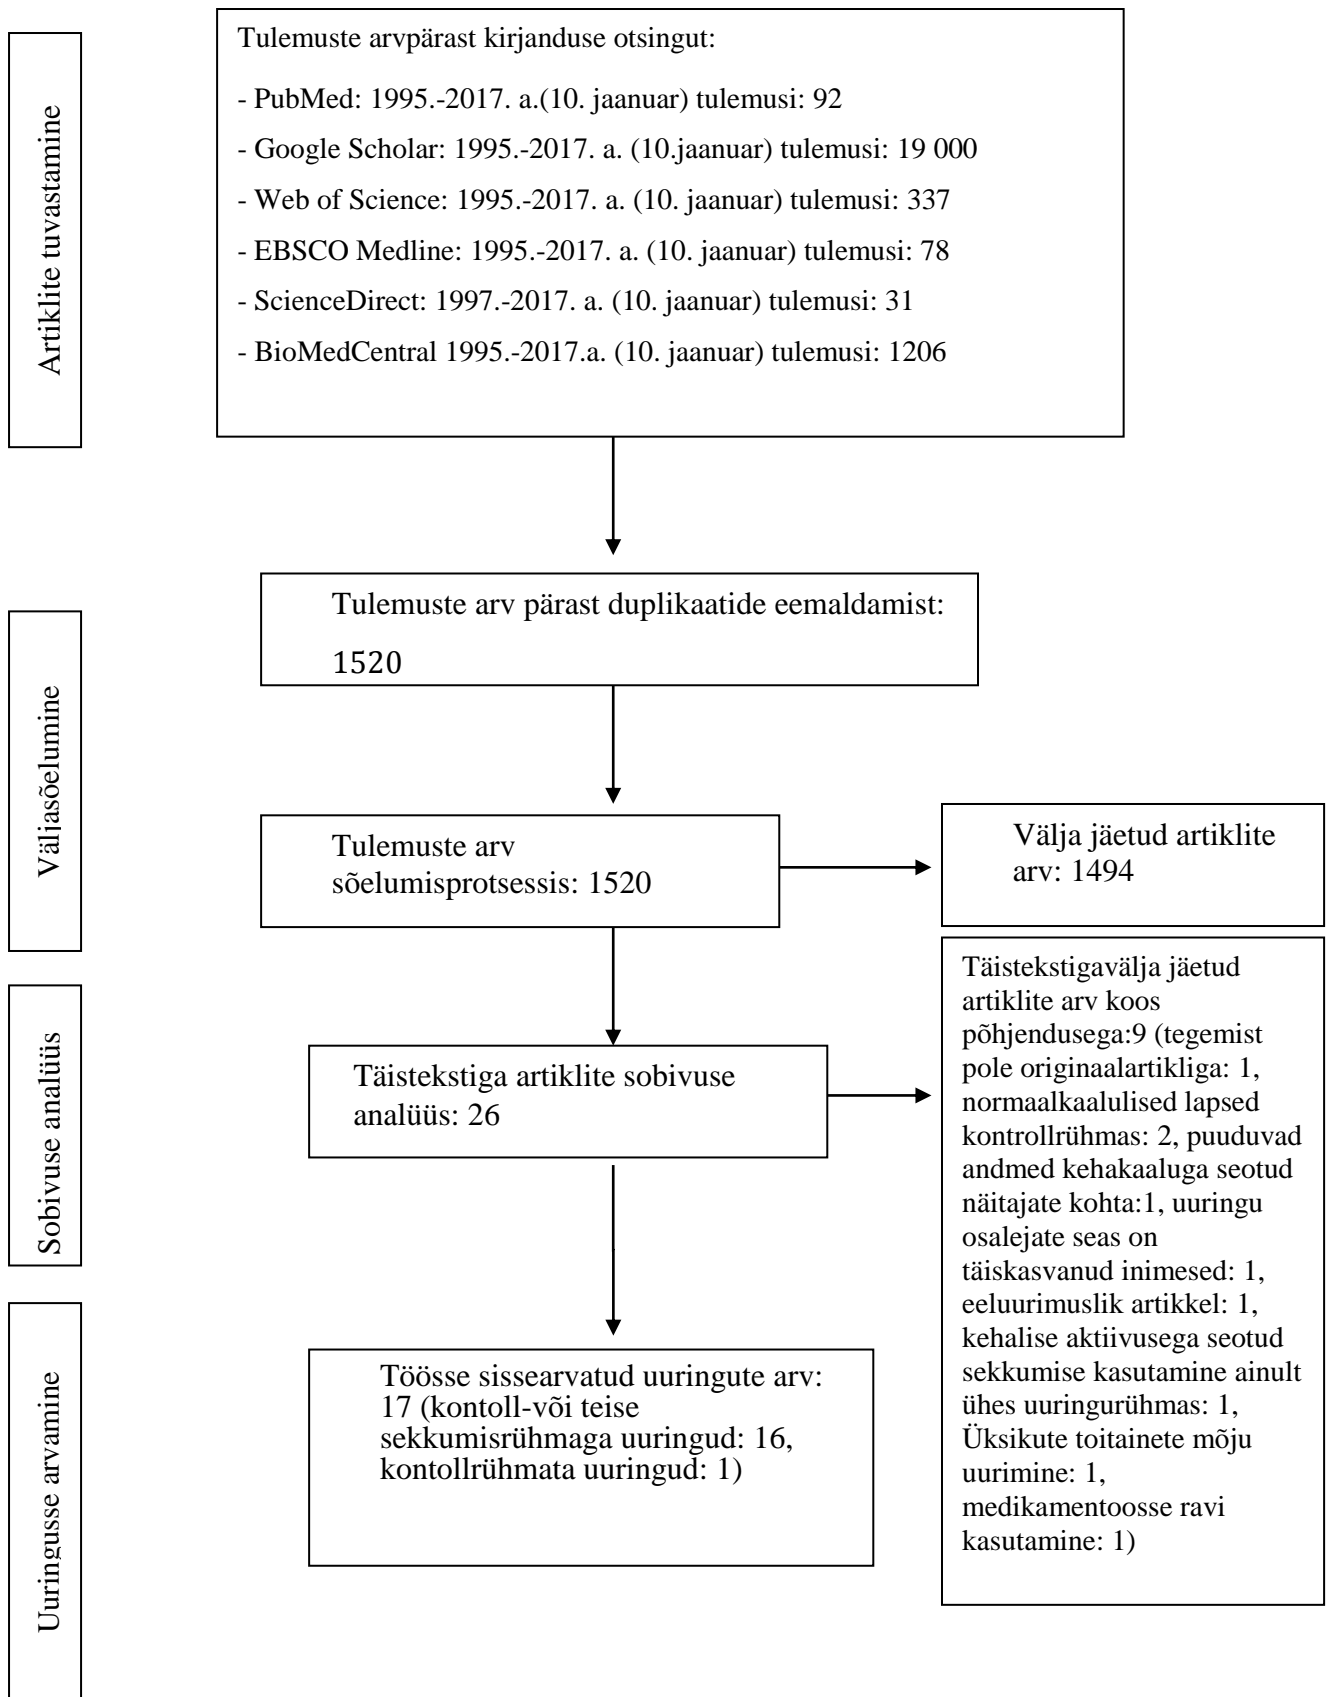 Artiklite tuvastamine
Tulemuste arvpärast kirjanduse otsingut:
- PubMed: 1995.-2017. a.(10. jaanuar) tulemusi: 92
- Google Scholar: 1995.-2017. a. (10.jaanuar) tulemusi: 19 000
- Web of Science: 1995.-2017. a. (10. jaanuar) tulemusi: 337
- EBSCO Medline: 1995.-2017. a. (10. jaanuar) tulemusi: 78
- ScienceDirect: 1997.-2017. a. (10. jaanuar) tulemusi: 31
- BioMedCentral 1995.-2017.a. (10. jaanuar) tulemusi: 1206
Väljasõelumine
Tulemuste arv pärast duplikaatide eemaldamist:
1520
Tulemuste arv
sõelumisprotsessis: 1520
Välja jäetud artiklite
arv: 1494
Sobivuse analüüs
Täistekstiga artiklite sobivuse
analüüs: 26
Täistekstigavälja jäetud
artiklite arv koos
põhjendusega:9 (tegemist
pole originaalartikliga: 1,
normaalkaalulised lapsed
kontrollrühmas: 2, puuduvad
andmed kehakaaluga seotud
näitajate kohta:1, uuringu
osalejate seas on
täiskasvanud inimesed: 1,
eeluurimuslik artikkel: 1,
kehalise aktiivusega seotud
sekkumise kasutamine ainult
ühes uuringurühmas: 1,
Üksikute toitainete mõju
uurimine: 1,
medikamentoosse ravi
kasutamine: 1)
Uuringusse arvamine
Töösse sissearvatud uuringute arv:
17 (kontoll-või teise
sekkumisrühmaga uuringud: 16,
kontollrühmata uuringud: 1)